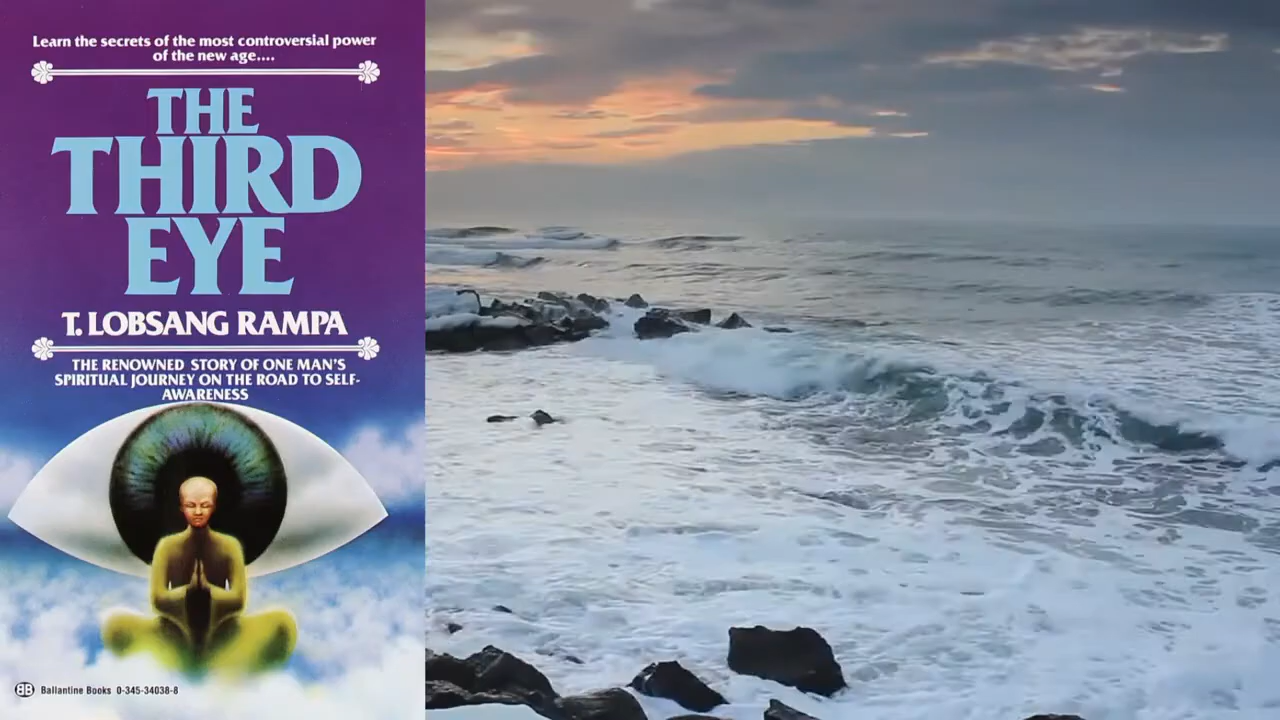 Learn the secrets of the most controversial power
of the new age....
THE
THIRD
EYE
T. LOBSANG RAMPA
THE RENOWNED STORY OF ONE MAN'S
SPIRITUAL JOURNEY ON THE ROAD TO SELF-
AWARENESS
BB Ballantine Books 0-345-34038-8